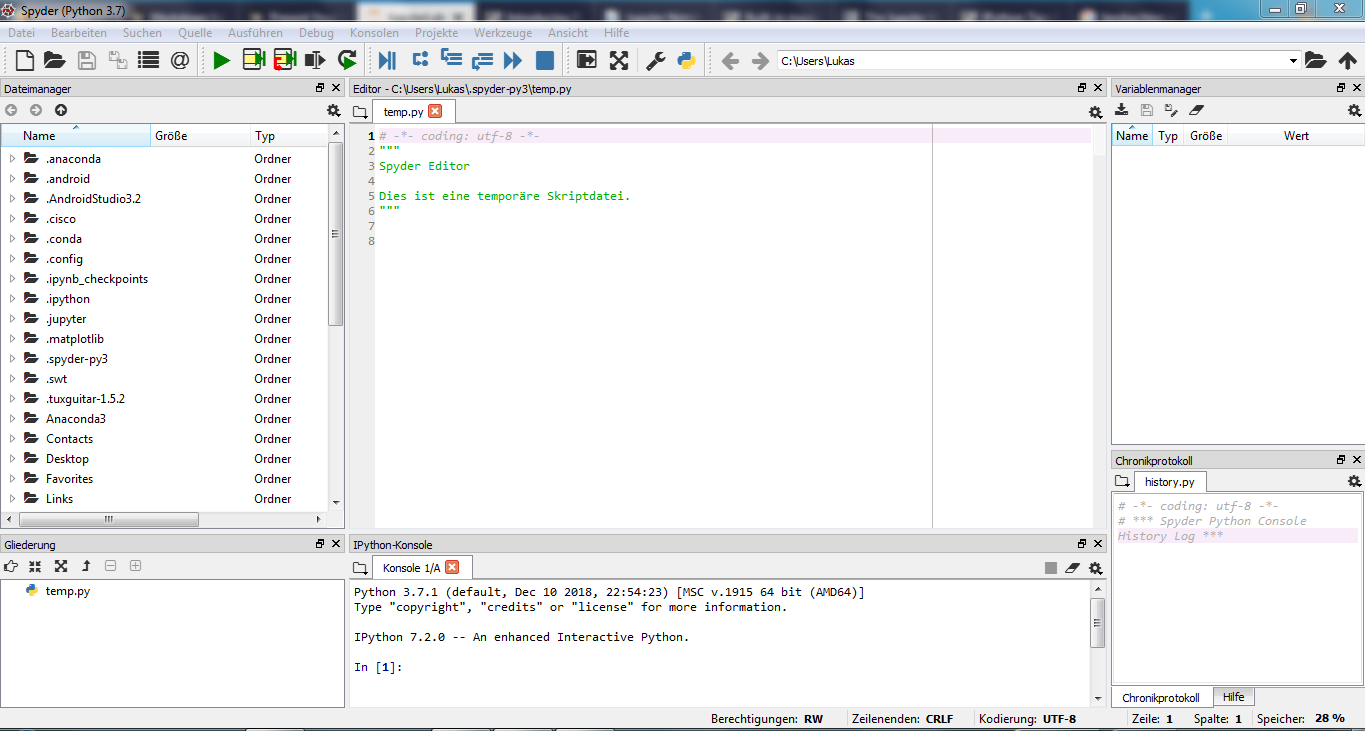 Spyder (Python 3.7)
Datei Bearbeiten Suchen Quelle Ausführen Debug Konsolen Projekte Werkzeuge Ansicht Hilfe
C:\Users\Lukas
Dateimanager
Name Größe Typ
.anaconda Ordner
.android Ordner
.AndroidStudio3.2 Ordner
.cisco Ordner
.conda Ordner
.config Ordner
.ipynb_checkpoints Ordner
.ipython Ordner
.jupyter Ordner
.matplotlib Ordner
.spyder-py3 Ordner
.swt Ordner
.tuxguitar-1.5.2 Ordner
Anaconda3 Ordner
Contacts Ordner
Desktop Ordner
Favorites Ordner
Links Ordner
Gliederung
temp.py
Editor - C:\Users\Lukas\.spyder-py3\temp.py
temp.py
1 # -*- coding: utf-8 -*-
2 """
3 Spyder Editor
4
5 Dies ist eine temporäre Skriptdatei.
6 """
7
8
IPython-Konsole
Konsole 1/A
Python 3.7.1 (default, Dec 10 2018, 22:54:23) [MSC v.1915 64 bit (AMD64)]
Type "copyright", "credits" or "license" for more information.
IPython 7.2.0 -- An enhanced Interactive Python.
In [1]:
Variablenmanager
Name Typ Größe Wert
Chronikprotokoll
history.py
# -*- coding: utf-8 -*-
# *** Spyder Python Console
History Log ***
Chronikprotokoll Hilfe
Berechtigungen: RW Zeilenenden: CRLF Kodierung: UTF-8 Zeile: 1 Spalte: 1 Speicher: 28 %